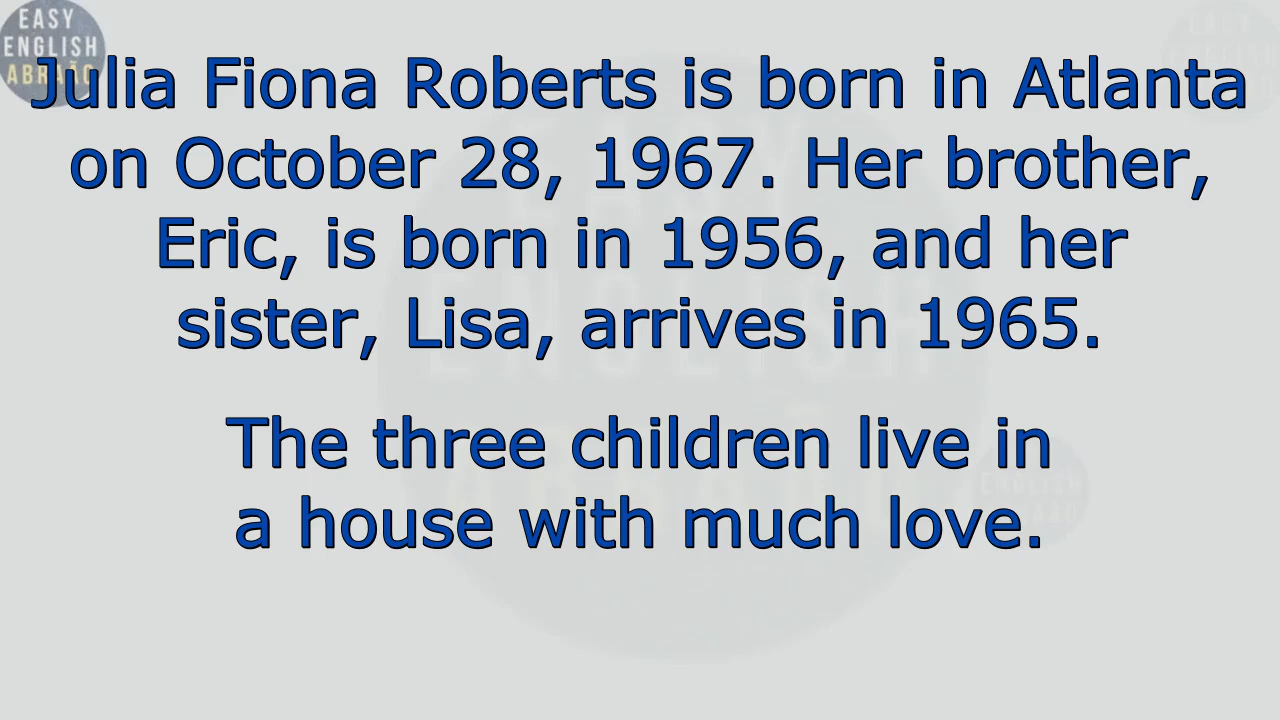 EASY
ENGLISH
ABRAÃO
Julia Fiona Roberts is born in Atlanta
on October 28, 1967. Her brother,
Eric, is born in 1956, and her
sister, Lisa, arrives in 1965.
The three children live in
a house with much love.